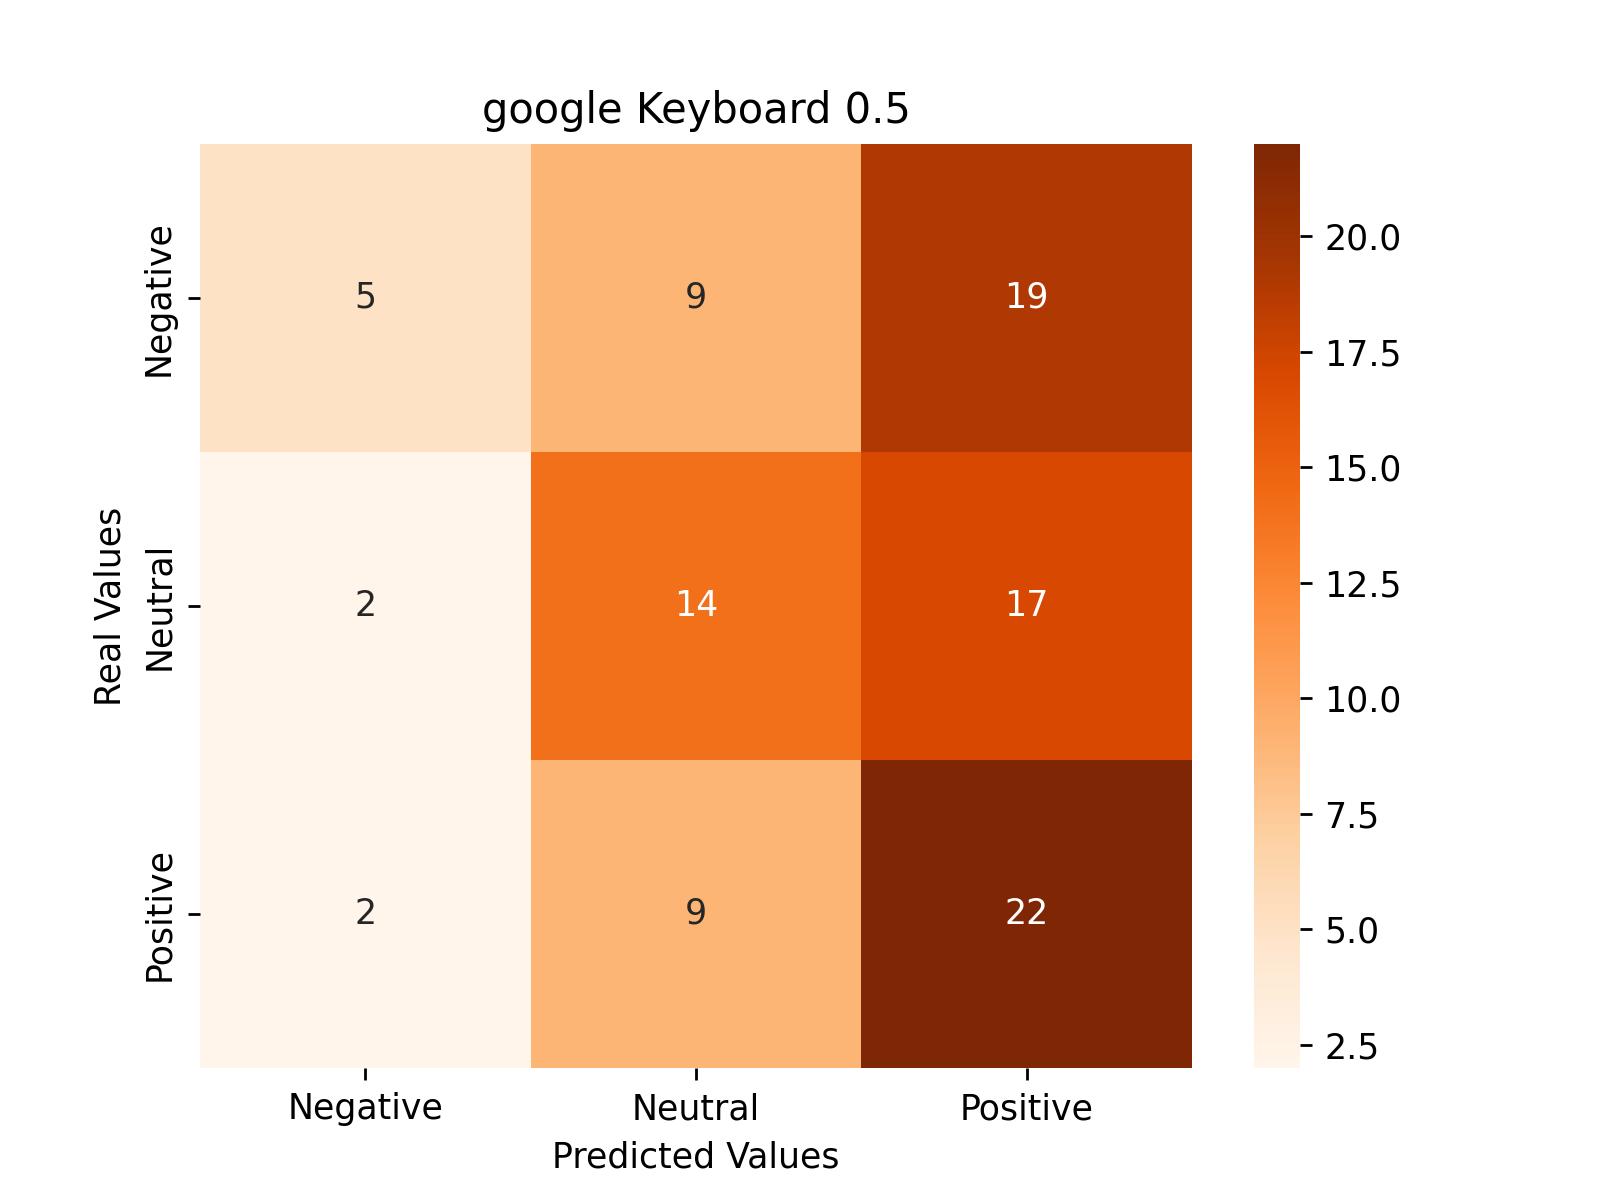 google Keyboard 0.5
Real Values
Negative
5
9
19
Neutral
2
14
17
Positive
2
9
22
Negative
Neutral
Positive
Predicted Values
20.0
17.5
15.0
12.5
10.0
7.5
5.0
2.5